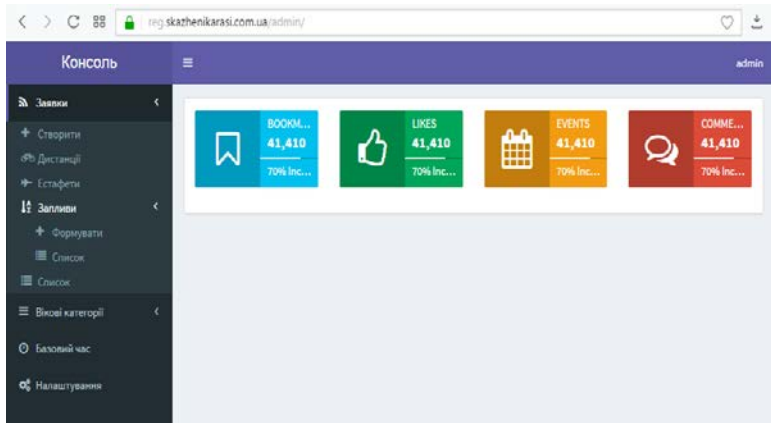 reg.skazhenikarasi.com.ua/admin/
Консоль
admin
Заявки
Створити
Дистанції
Естафети
Запливи
Формувати
Список
Список
Вікові категорії
Базовий час
Налаштування
BOOKM...
41,410
70% Inc...
LIKES
41,410
70% Inc...
EVENTS
41,410
70% Inc...
COMME...
41,410
70% Inc...